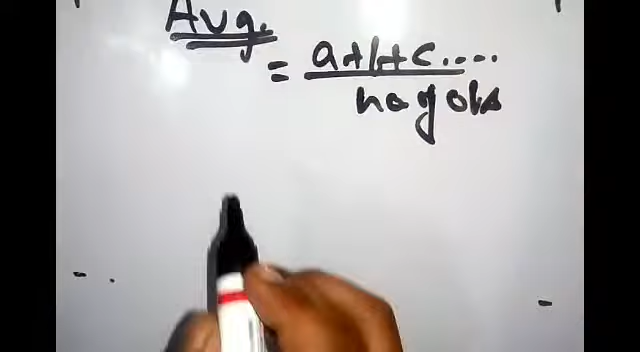 Avg.
= a+b+c....
no of obs